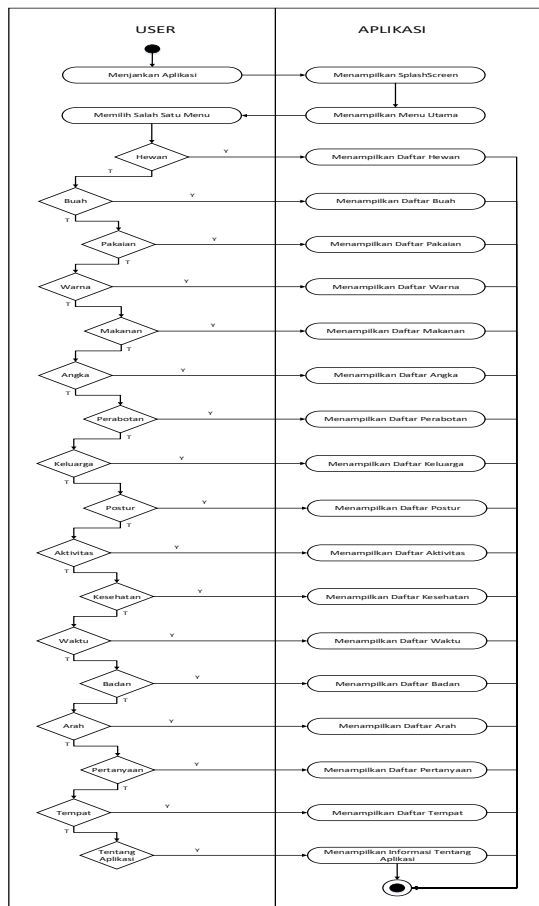 USER
APLIKASI
Menjankan Aplikasi
Menampilkan SplashScreen
Memilih Salah Satu Menu
Menampilkan Menu Utama
Hewan
Y
Menampilkan Daftar Hewan
T
Buah
Y
Menampilkan Daftar Buah
T
Pakaian
Y
Menampilkan Daftar Pakaian
T
Warna
Y
Menampilkan Daftar Warna
T
Makanan
Y
Menampilkan Daftar Makanan
T
Angka
Y
Menampilkan Daftar Angka
T
Perabotan
Y
Menampilkan Daftar Perabotan
T
Keluarga
Y
Menampilkan Daftar Keluarga
T
Postur
Y
Menampilkan Daftar Postur
T
Aktivitas
Y
Menampilkan Daftar Aktivitas
T
Kesehatan
Y
Menampilkan Daftar Kesehatan
T
Waktu
Y
Menampilkan Daftar Waktu
T
Badan
Y
Menampilkan Daftar Badan
T
Arah
Y
Menampilkan Daftar Arah
T
Pertanyaan
Y
Menampilkan Daftar Pertanyaan
T
Tempat
Y
Menampilkan Daftar Tempat
T
Tentang
Aplikasi
Y
Menampilkan Informasi Tentang
Aplikasi